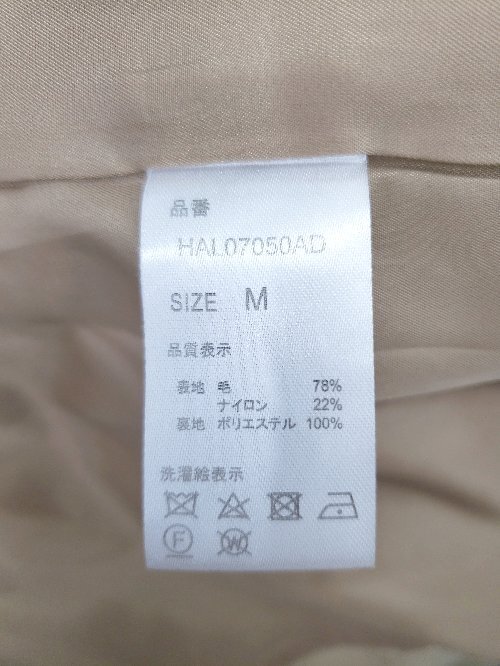 品番
HAL07050AD
SIZE M
品質表示
表地 毛 78%
ナイロン 22%
裏地 ポリエステル 100%
洗濯絵表示
F W